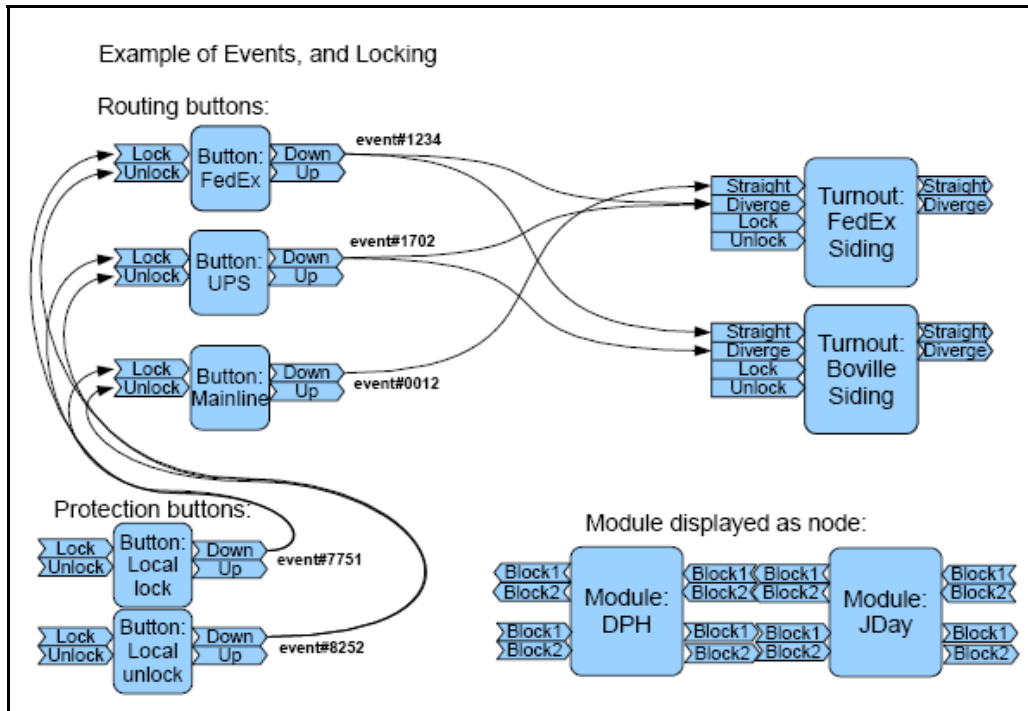 Example of Events, and Locking
Routing buttons:
Lock
Unlock
Button:
FedEx
Down
Up
event#1234
Lock
Unlock
Button:
UPS
Down
Up
event#1702
Lock
Unlock
Button:
Mainline
Down
Up
event#0012
Straight
Diverge
Lock
Unlock
Turnout:
FedEx
Siding
Straight
Diverge
Straight
Diverge
Lock
Unlock
Turnout:
Boville
Siding
Straight
Diverge
Protection buttons:
Lock
Unlock
Button:
Local
lock
Down
Up
event#7751
Lock
Unlock
Button:
Local
unlock
Down
Up
event#8252
Module displayed as node:
Block1
Block2
Block1
Block2
Module:
DPH
Block1
Block2
Block1
Block2
Block1
Block2
Block1
Block2
Module:
JDay
Block1
Block2
Block1
Block2